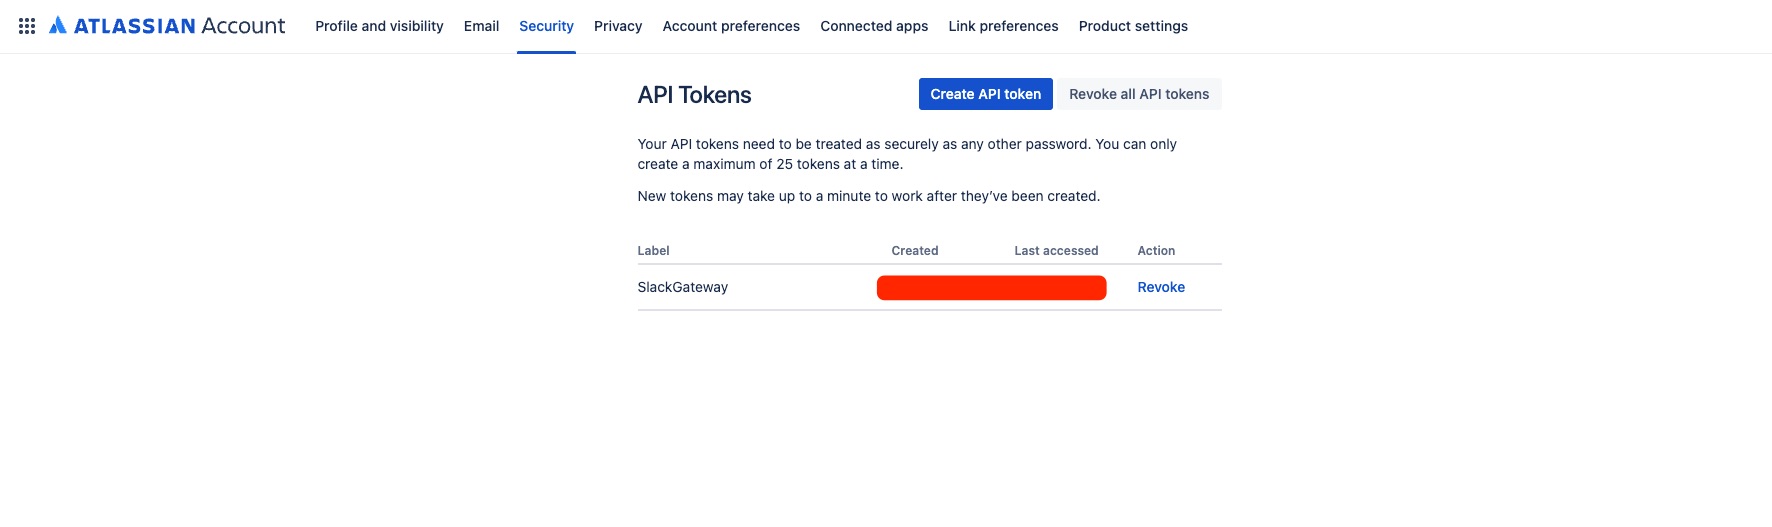 ATLASSIAN Account Profile and visibility Email Security Privacy Account preferences Connected apps Link preferences Product settings
API Tokens Create API token Revoke all API tokens
Your API tokens need to be treated as securely as any other password. You can only
create a maximum of 25 tokens at a time.
New tokens may take up to a minute to work after they’ve been created.
Label Created Last accessed Action
SlackGateway Revoke